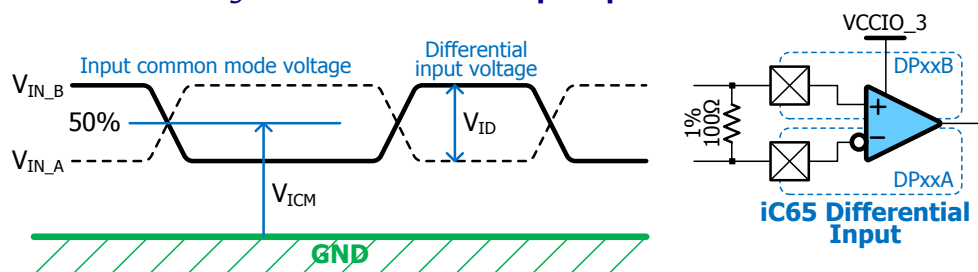 VCCIO_3
Input common mode voltage
Differential
input voltage
DPxxB
V_IN_B
50%
V_ID
1%
100Ω
+
−
V_IN_A
V_ICM
DPxxA
iC65 Differential
Input
GND